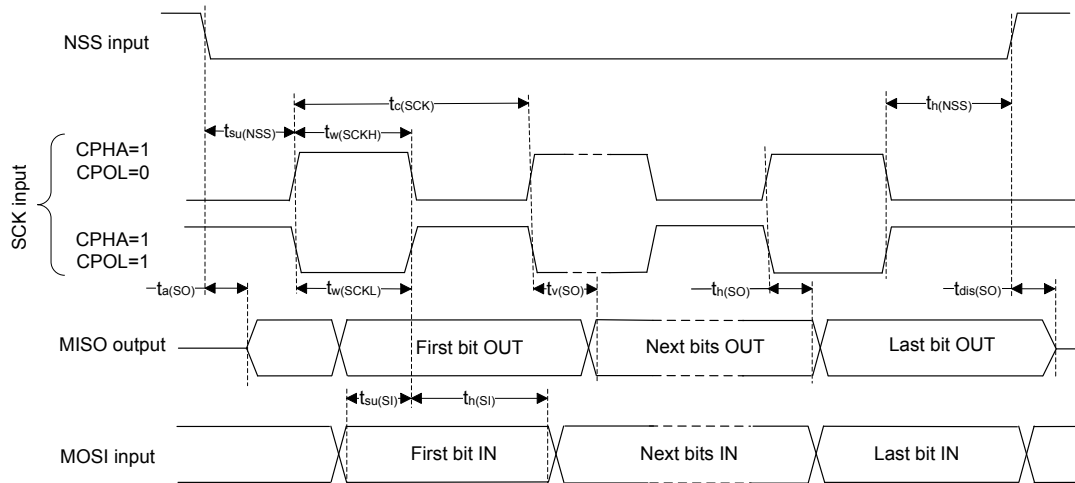 NSS input
tc(SCK)
th(NSS)
tsu(NSS)
tw(SCKH)
SCK input
CPHA=1
CPOL=0
CPHA=1
CPOL=1
ta(SO)
tw(SCKL)
tv(SO)
th(SO)
tdis(SO)
MISO output
First bit OUT
Next bits OUT
Last bit OUT
tsu(SI)
th(SI)
MOSI input
First bit IN
Next bits IN
Last bit IN